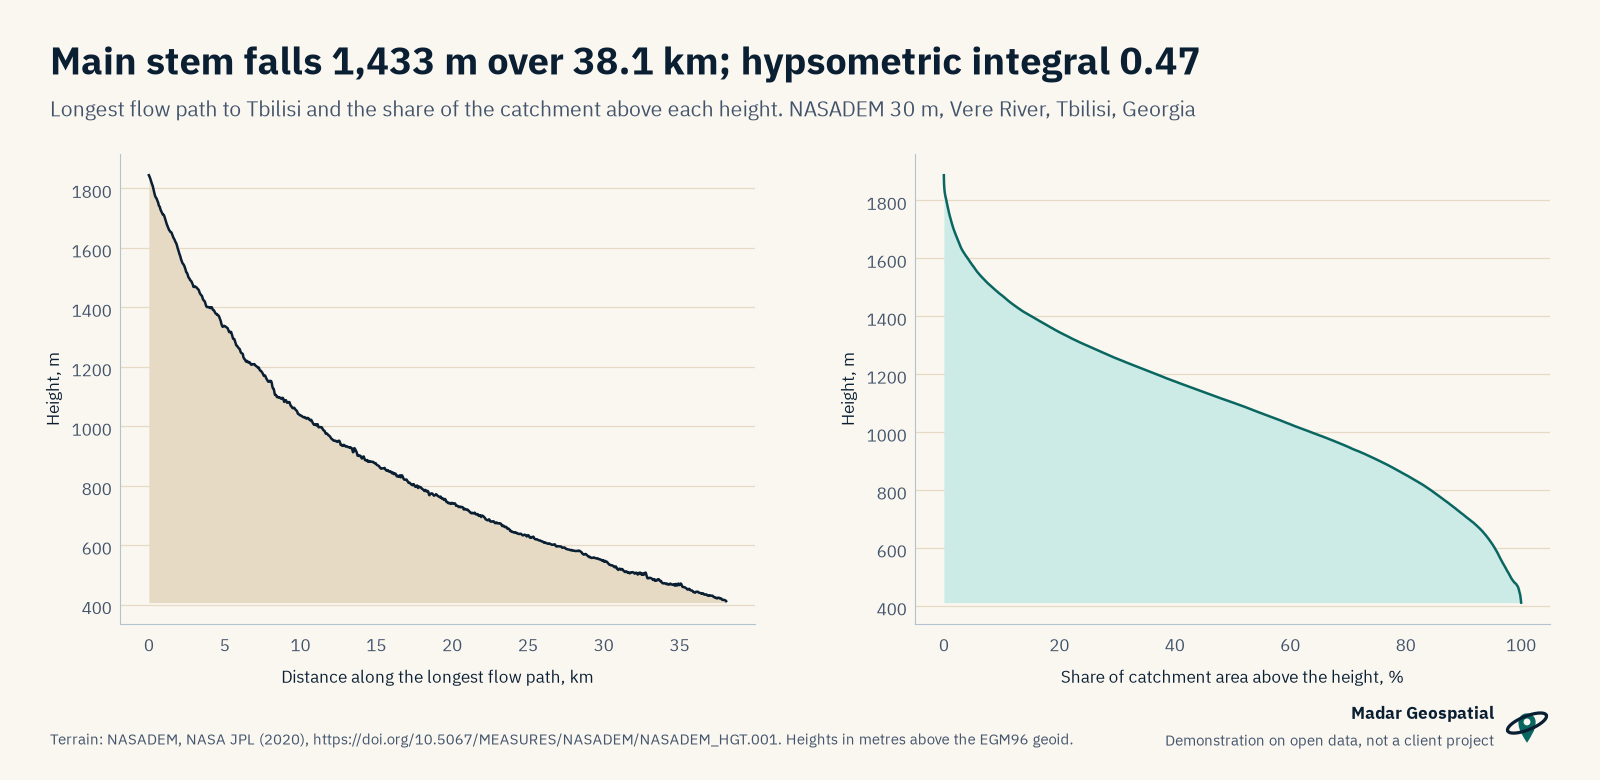 Main stem falls 1,433 m over 38.1 km; hypsometric integral 0.47
Longest flow path to Tbilisi and the share of the catchment above each height. NASADEM 30 m, Vere River, Tbilisi, Georgia
Height, m
1800
1600
1400
1200
1000
800
600
400
0 5 10 15 20 25 30 35
Distance along the longest flow path, km
Height, m
1800
1600
1400
1200
1000
800
600
400
0 20 40 60 80 100
Share of catchment area above the height, %
Terrain: NASADEM, NASA JPL (2020), https://doi.org/10.5067/MEASURES/NASADEM/NASADEM_HGT.001. Heights in metres above the EGM96 geoid.
Madar Geospatial
Demonstration on open data, not a client project